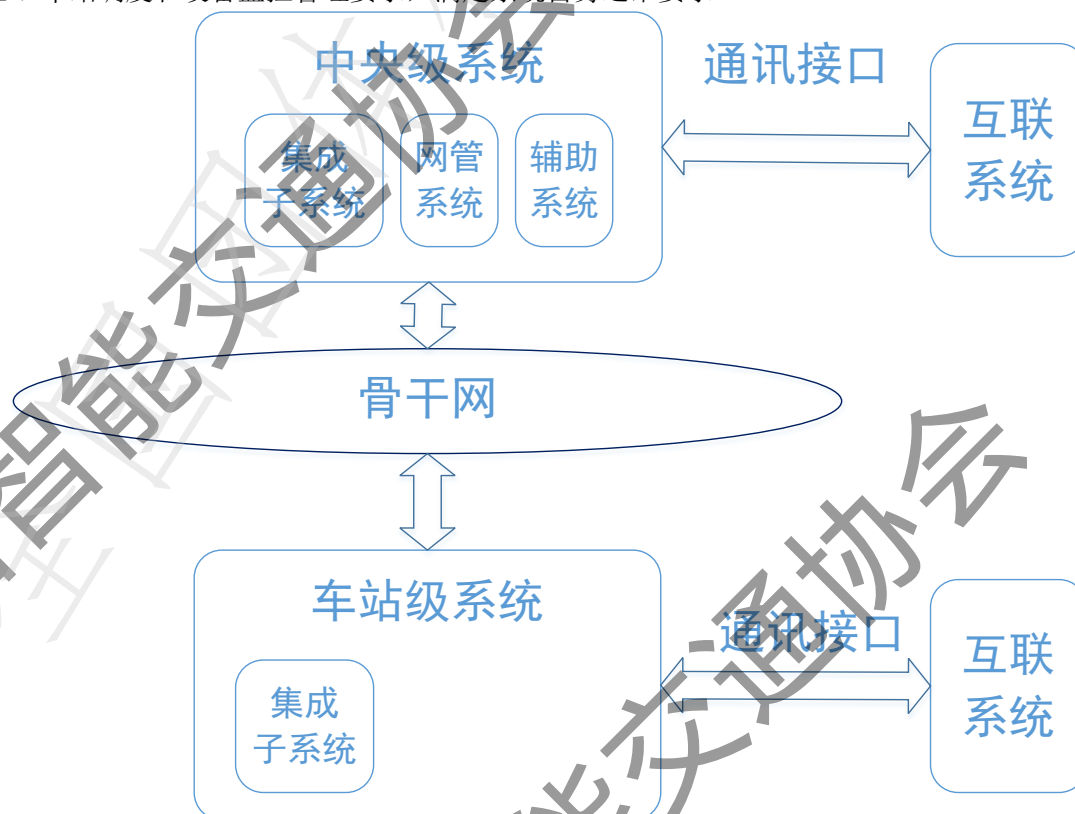 中央级系统
通讯接口
互联
系统
集成
子系统
网管
系统
辅助
系统
骨干网
车站级系统
通讯接口
互联
系统
集成
子系统
智能交通协会
能交通协会